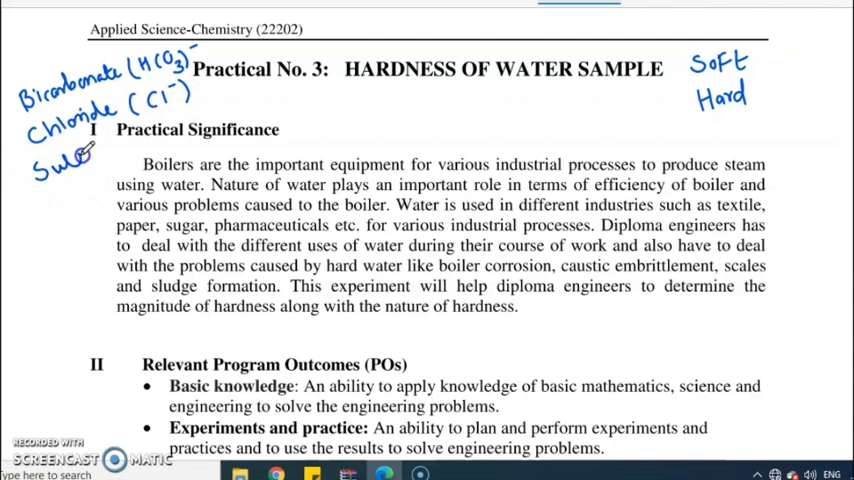 Applied Science-Chemistry (22202)
Bicarbonate (HCO3)-
Practical No. 3: HARDNESS OF WATER SAMPLE
SoFt
Chloride (Cl-)
Hard
I Practical Significance
Boilers are the important equipment for various industrial processes to produce steam
using water. Nature of water plays an important role in terms of efficiency of boiler and
various problems caused to the boiler. Water is used in different industries such as textile,
paper, sugar, pharmaceuticals etc. for various industrial processes. Diploma engineers has
to deal with the different uses of water during their course of work and also have to deal
with the problems caused by hard water like boiler corrosion, caustic embrittlement, scales
and sludge formation. This experiment will help diploma engineers to determine the
magnitude of hardness along with the nature of hardness.
II Relevant Program Outcomes (POs)
• Basic knowledge: An ability to apply knowledge of basic mathematics, science and
engineering to solve the engineering problems.
• Experiments and practice: An ability to plan and perform experiments and
practices and to use the results to solve engineering problems.
RECORDED WITH
SCREENCAST MATIC
Type here to search
ENG